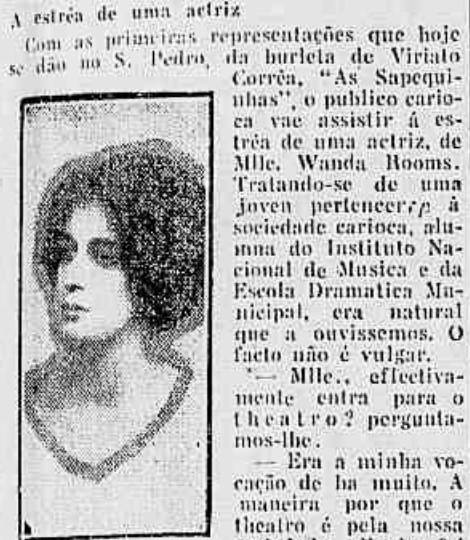 A estréa de uma actriz
Com as primeiras representações que hoje
se dão no S. Pedro, da burleta de Viriato
Corrêa, "As Sapequi-
nhas", o publico cario-
ca vae assistir á es-
tréa de uma actriz, de
Mlle. Wanda Rooms.
Tratando-se de uma
joven pertencer à
sociedade carioca, alu-
mna do Instituto Na-
cional de Musica e da
Escola Dramatica Mu-
nicipal, era natural
que a ouvissemos. O
facto não é vulgar.
— Mlle., effectiva-
mente entra para o
theatro? pergunta-
mos-lhe.
— Era a minha vo-
cação de ha muito. A
maneira por que o
theatro é pela nossa